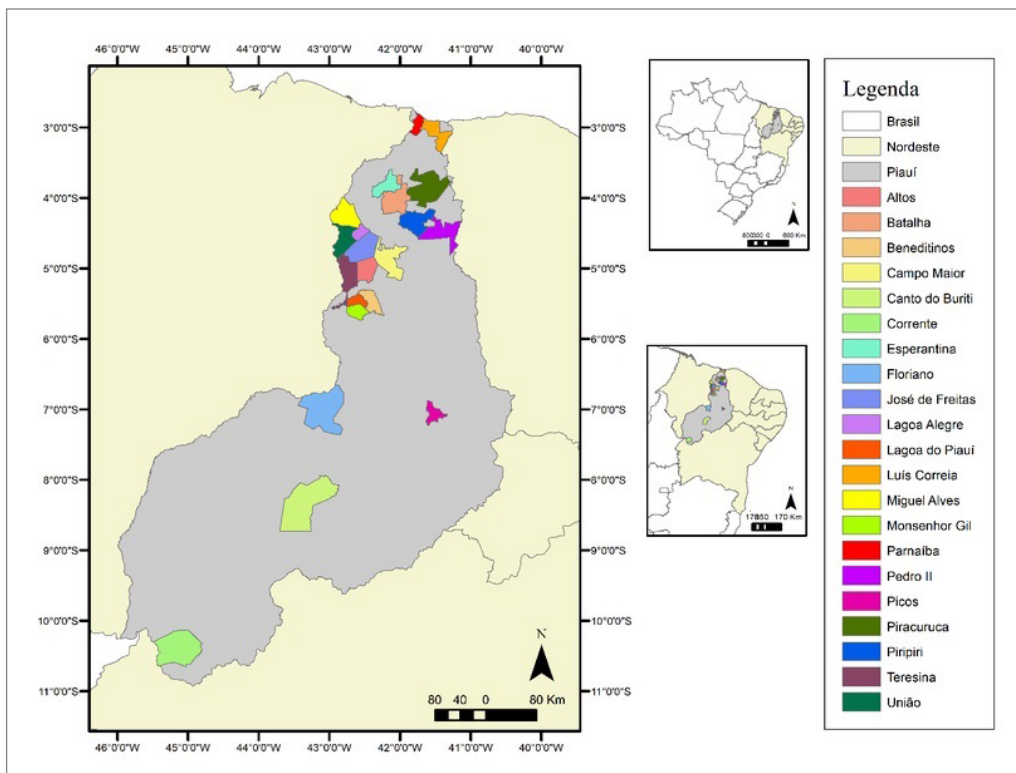 46°0'0"W 45°0'0"W 44°0'0"W 43°0'0"W 42°0'0"W 41°0'0"W 40°0'0"W
3°0'0"S 3°0'0"S
4°0'0"S 4°0'0"S
5°0'0"S 5°0'0"S
6°0'0"S 6°0'0"S
7°0'0"S 7°0'0"S
8°0'0"S 8°0'0"S
9°0'0"S 9°0'0"S
10°0'0"S 10°0'0"S
11°0'0"S 11°0'0"S
N
80 40 0 80 Km
46°0'0"W 45°0'0"W 44°0'0"W 43°0'0"W 42°0'0"W 41°0'0"W 40°0'0"W
N
600 Km
N
170 Km
Legenda
Brasil
Nordeste
Piauí
Altos
Batalha
Beneditinos
Campo Maior
Canto do Buriti
Corrente
Esperantina
Floriano
José de Freitas
Lagoa Alegre
Lagoa do Piauí
Luís Correia
Miguel Alves
Monsenhor Gil
Parnaíba
Pedro II
Picos
Piracuruca
Piripiri
Teresina
União